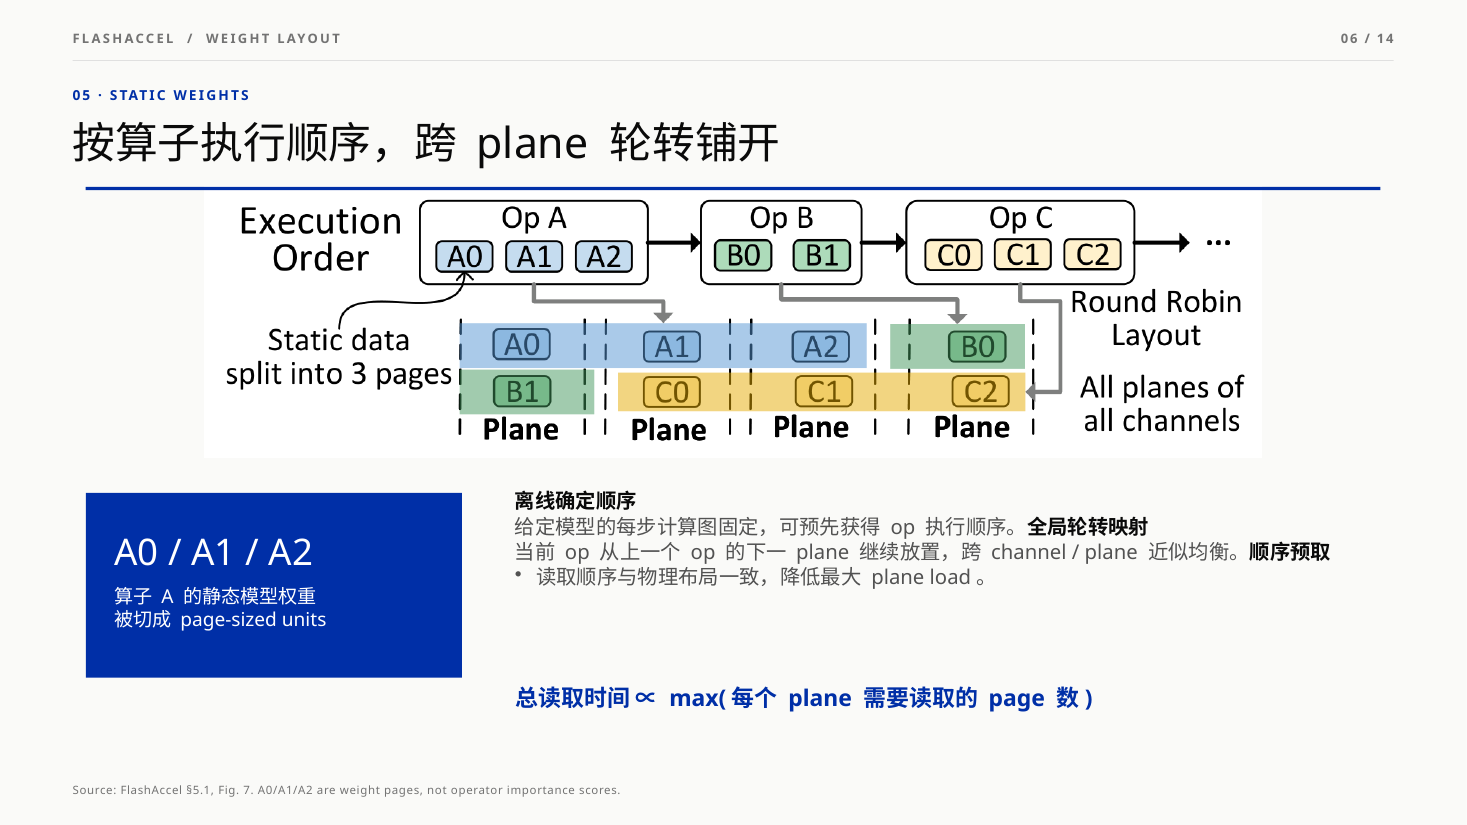 FLASHACCEL / WEIGHT LAYOUT
06 / 14
05 · STATIC WEIGHTS
按算子执行顺序，跨 plane 轮转铺开
Execution
Order
Op A
A0 A1 A2
Op B
B0 B1
Op C
C0 C1 C2
...
Static data
split into 3 pages
Round Robin
Layout
A0 A1 A2 B0
B1 C0 C1 C2
Plane Plane Plane Plane
All planes of
all channels
A0 / A1 / A2
算子 A 的静态模型权重
被切成 page-sized units
离线确定顺序
给定模型的每步计算图固定，可预先获得 op 执行顺序。全局轮转映射
当前 op 从上一个 op 的下一 plane 继续放置，跨 channel / plane 近似均衡。顺序预取
• 读取顺序与物理布局一致，降低最大 plane load 。
总读取时间 ∝ max( 每个 plane 需要读取的 page 数 )
Source: FlashAccel §5.1, Fig. 7. A0/A1/A2 are weight pages, not operator importance scores.